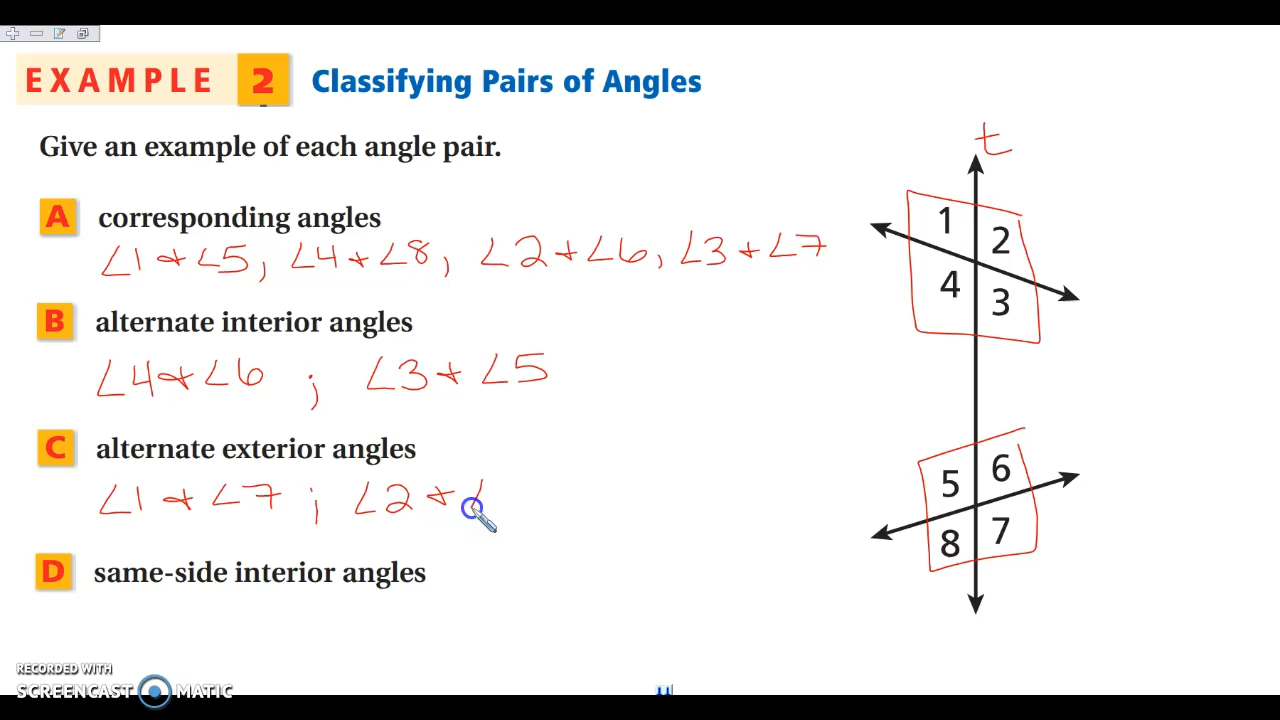 EXAMPLE 2 Classifying Pairs of Angles
Give an example of each angle pair.
t
A corresponding angles
∠1 + ∠5, ∠4 + ∠8, ∠2 + ∠6, ∠3 + ∠7
B alternate interior angles
∠4 + ∠6 ; ∠3 + ∠5
C alternate exterior angles
∠1 + ∠7 ; ∠2 + ∠
D same-side interior angles
1
2
4
3
5
6
8
7
RECORDED WITH
SCREENCAST MATIC